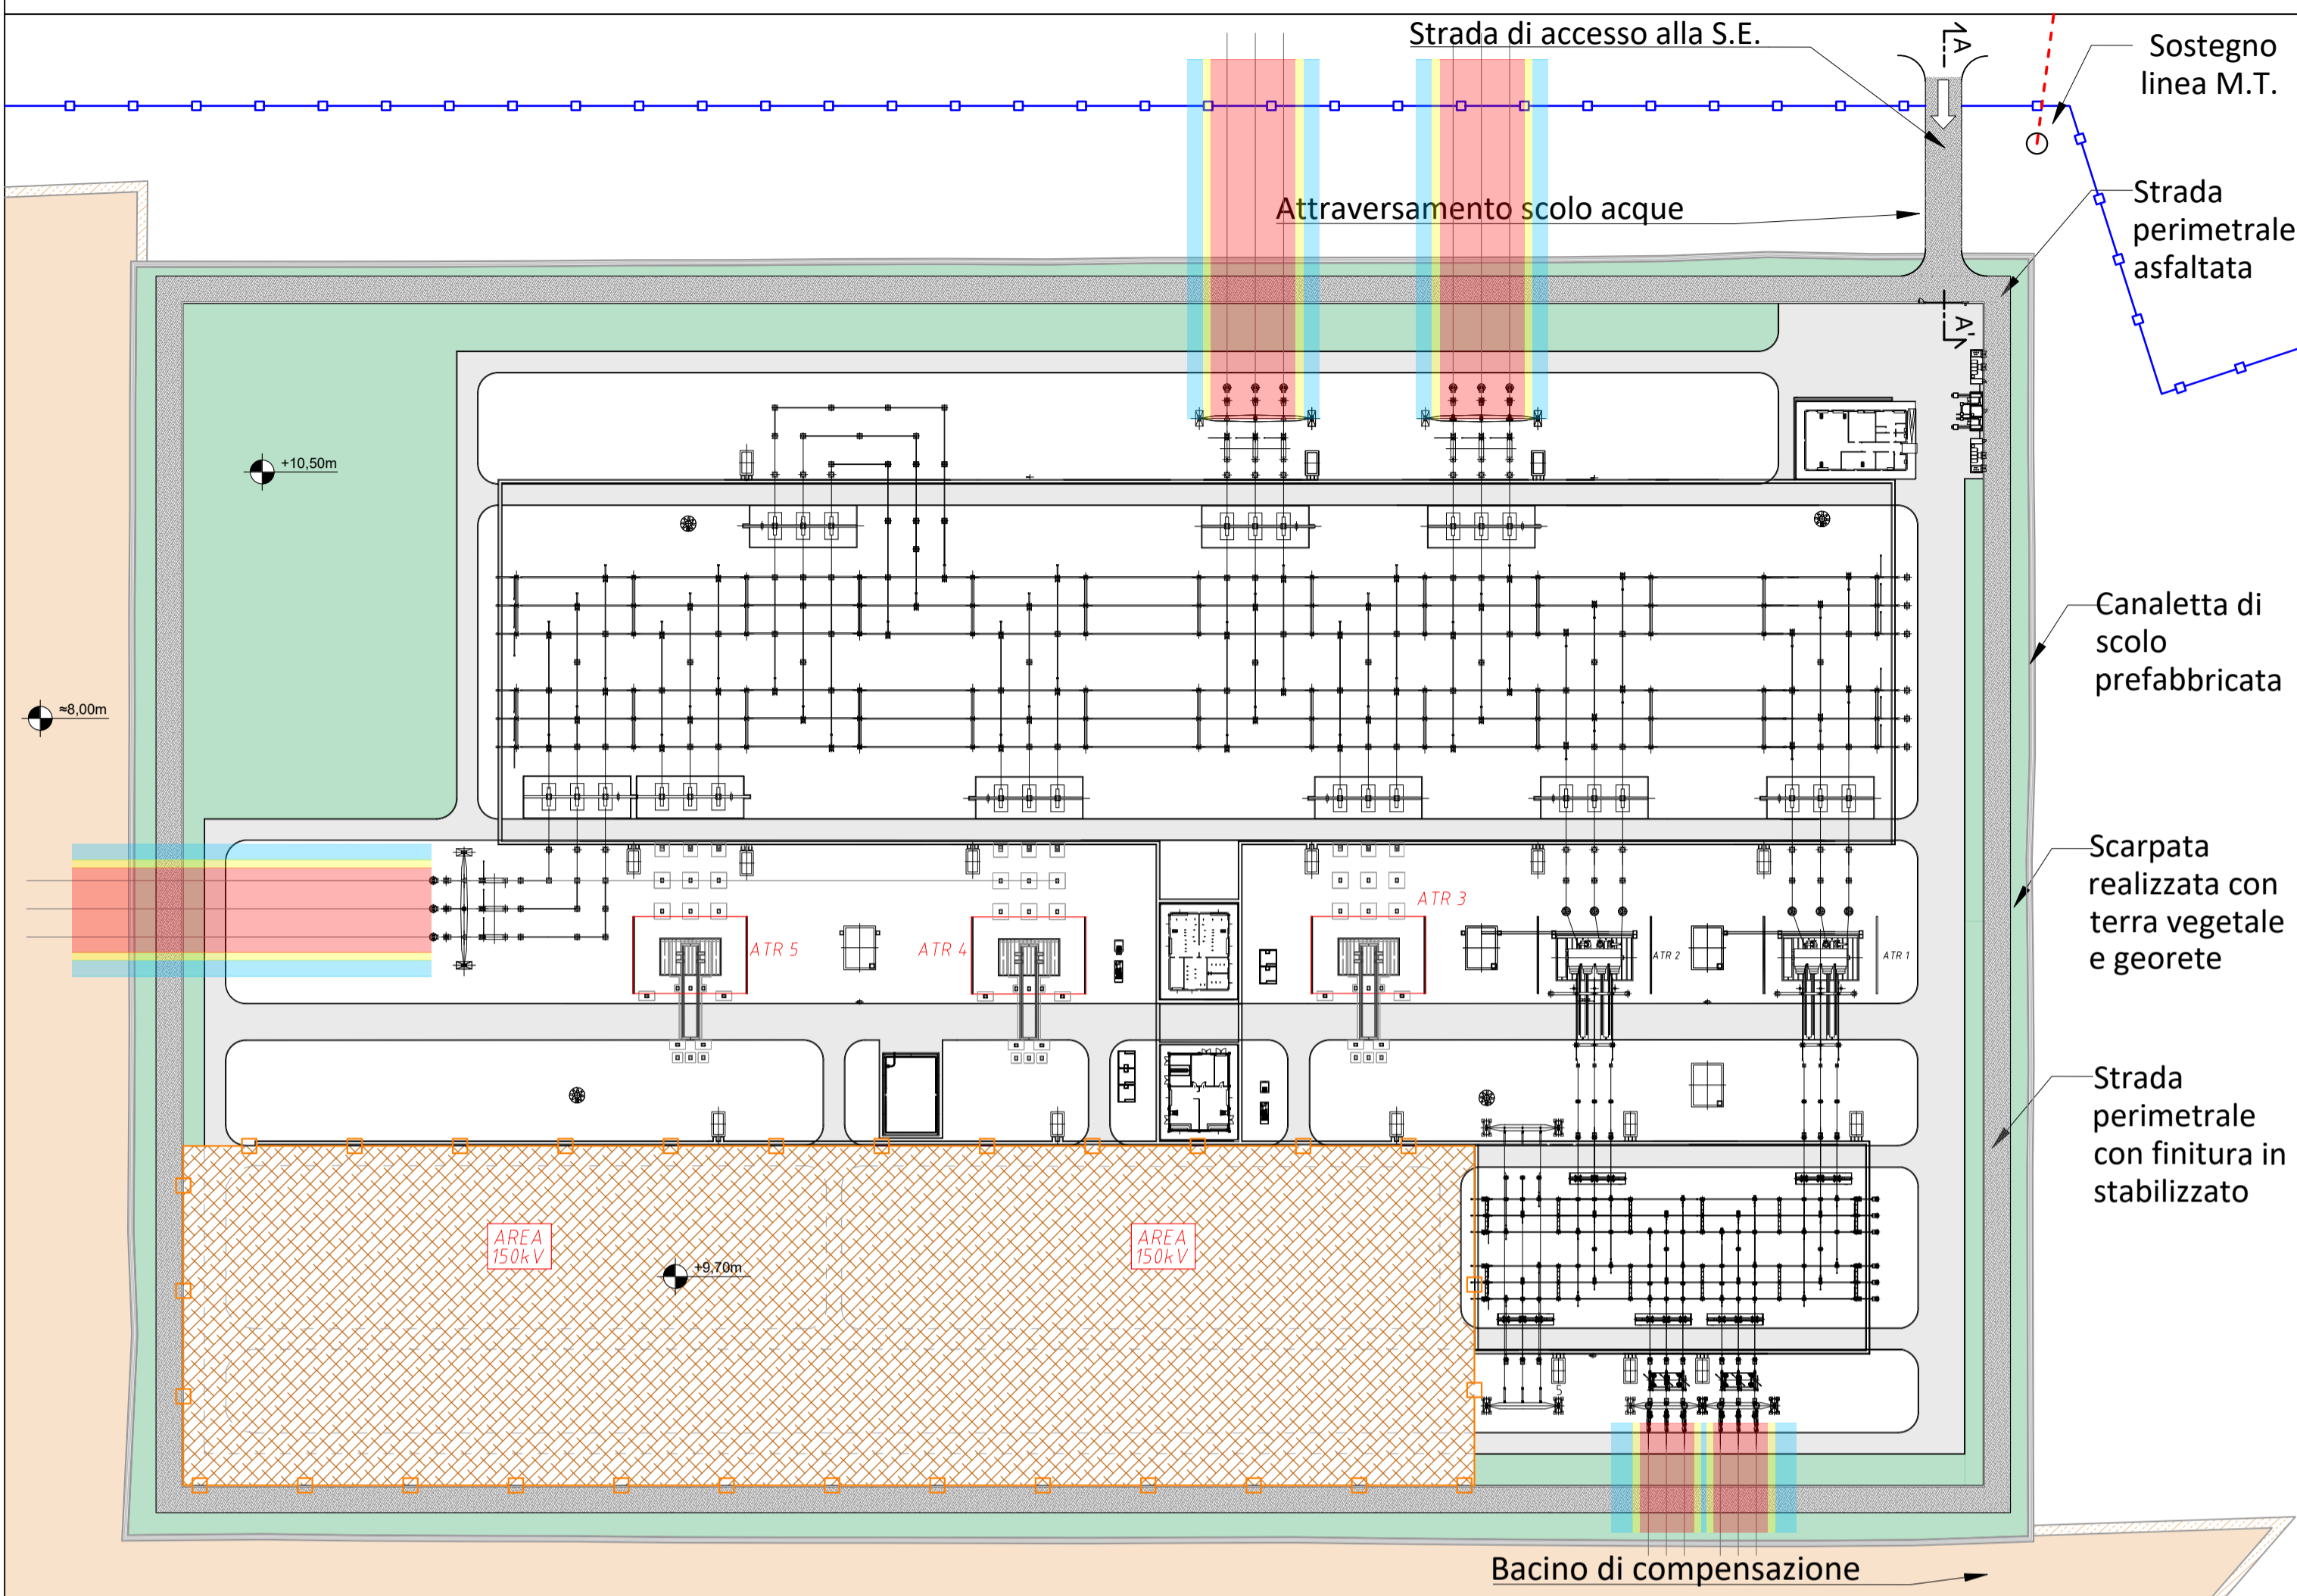 Strada di accesso alla S.E.
A
Sostegno
linea M.T.
Attraversamento scolo acque
Strada
perimetrale
asfaltata
A'
+10,50m
Canaletta di
scolo
prefabbricata
≈8,00m
Scarpata
realizzata con
terra vegetale
e georete
ATR 3
ATR 5
ATR 4
ATR 2
ATR 1
Strada
perimetrale
con finitura in
stabilizzato
AREA
150kV
AREA
150kV
+9,70m
5
Bacino di compensazione